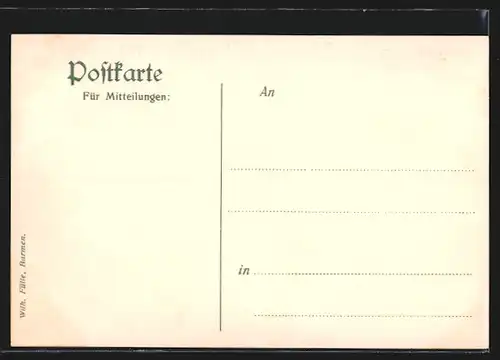 Postkarte
Für Mitteilungen:
An
in
Wilh. Fülle, Barmen.